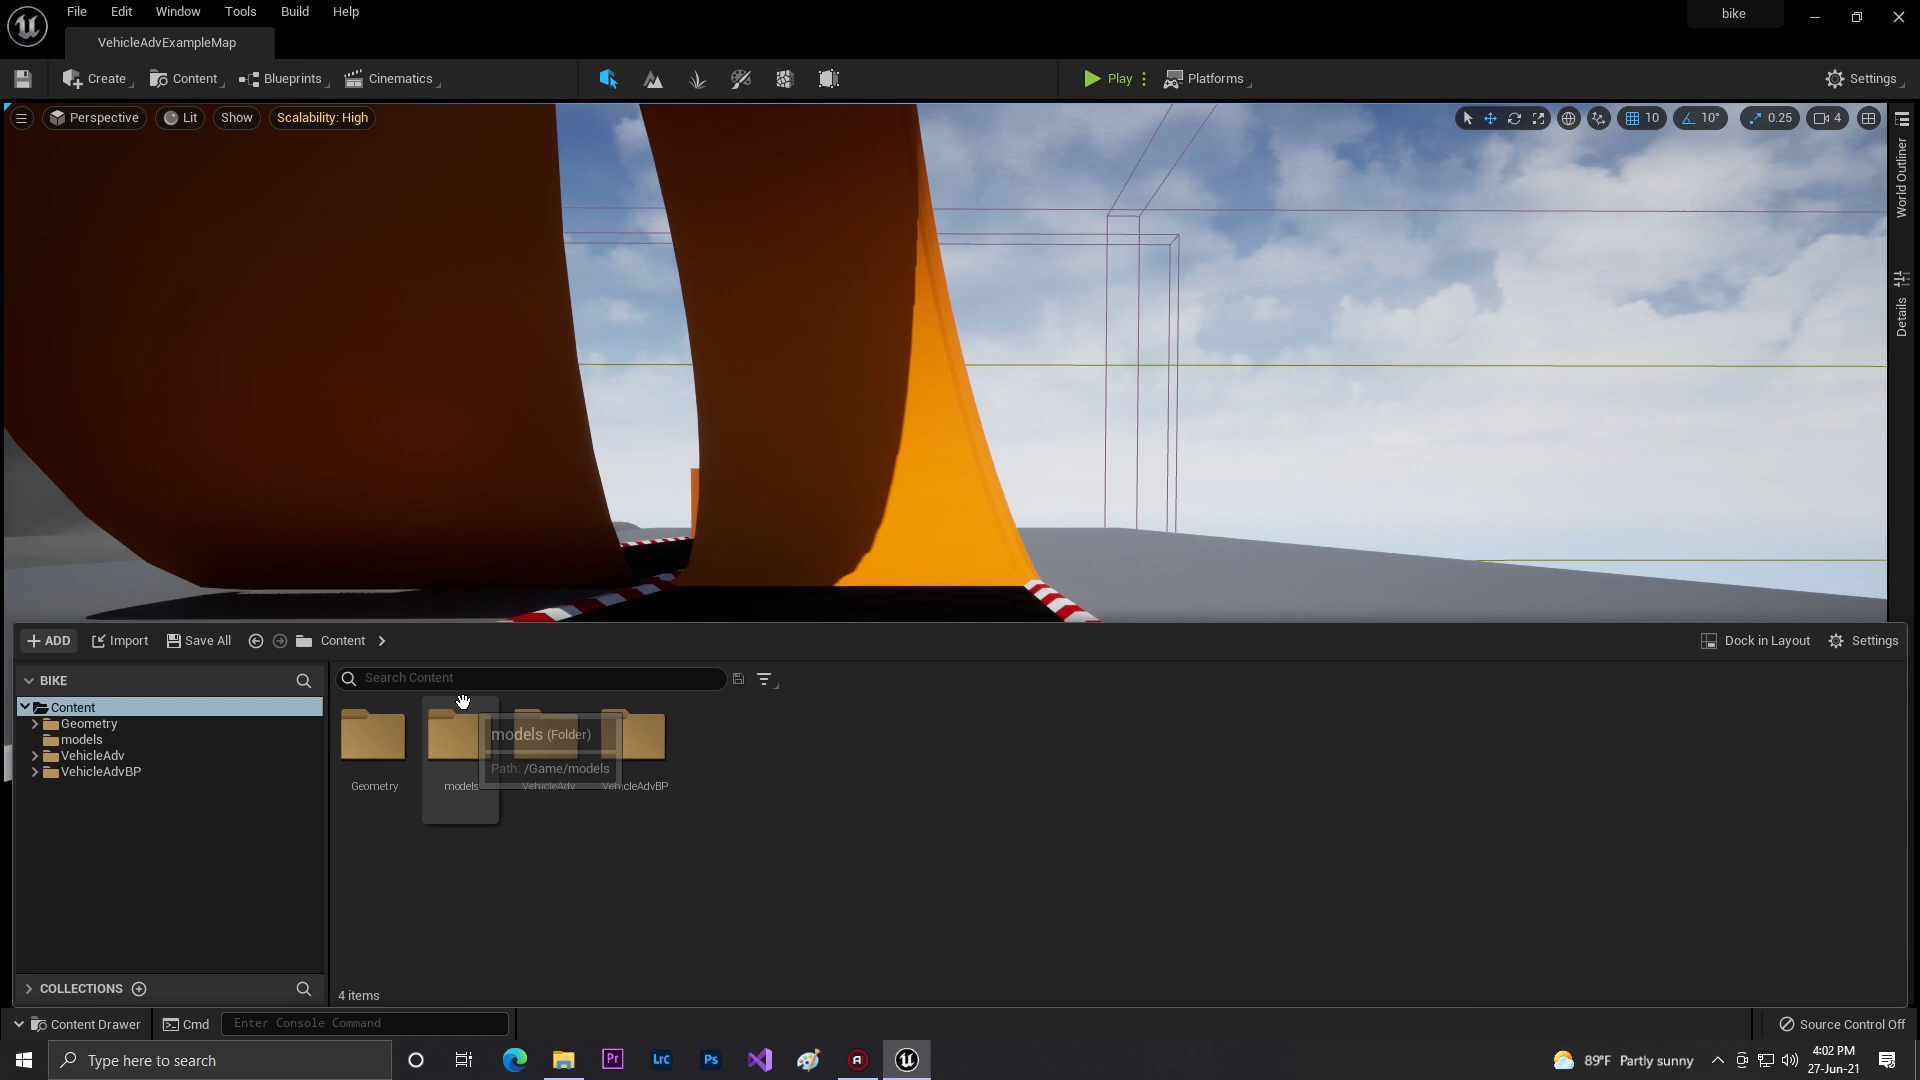 File Edit Window Tools Build Help
bike
VehicleAdvExampleMap
Create Content Blueprints Cinematics Play Platforms Settings
Perspective Lit Show Scalability: High 10 10° 0.25 4
World Outliner
Details
ADD Import Save All Content Dock in Layout Settings
BIKE
Search Content
Content
Geometry
models
VehicleAdv
VehicleAdvBP
models (Folder)
Path: /Game/models
Geometry models VehicleAdv VehicleAdvBP
COLLECTIONS
4 items
Content Drawer Cmd Enter Console Command Source Control Off
Type here to search Pr Lrc Ps 89°F Partly sunny 4:02 PM
27-Jun-21